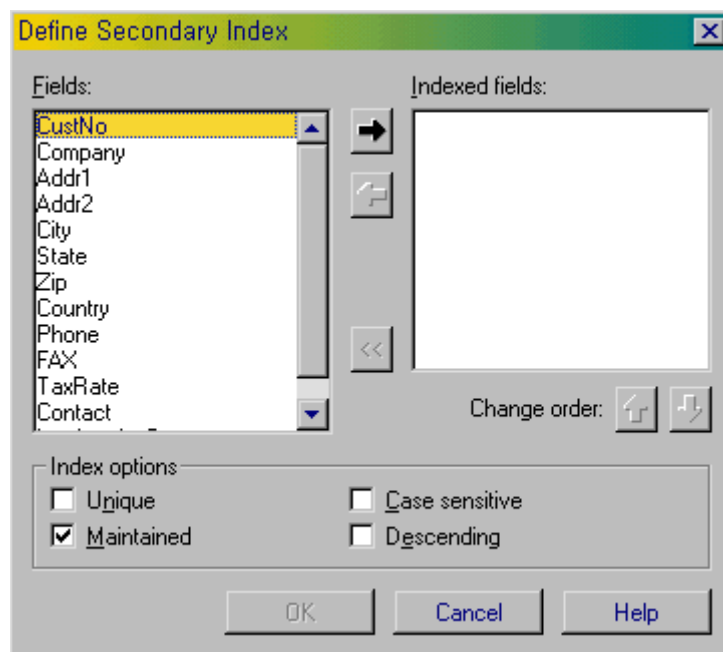 Define Secondary Index
Fields:
Indexed fields:
CustNo
Company
Addr1
Addr2
City
State
Zip
Country
Phone
FAX
TaxRate
Contact
<<
Change order:
Index options
Unique
Case sensitive
Maintained
Descending
OK
Cancel
Help